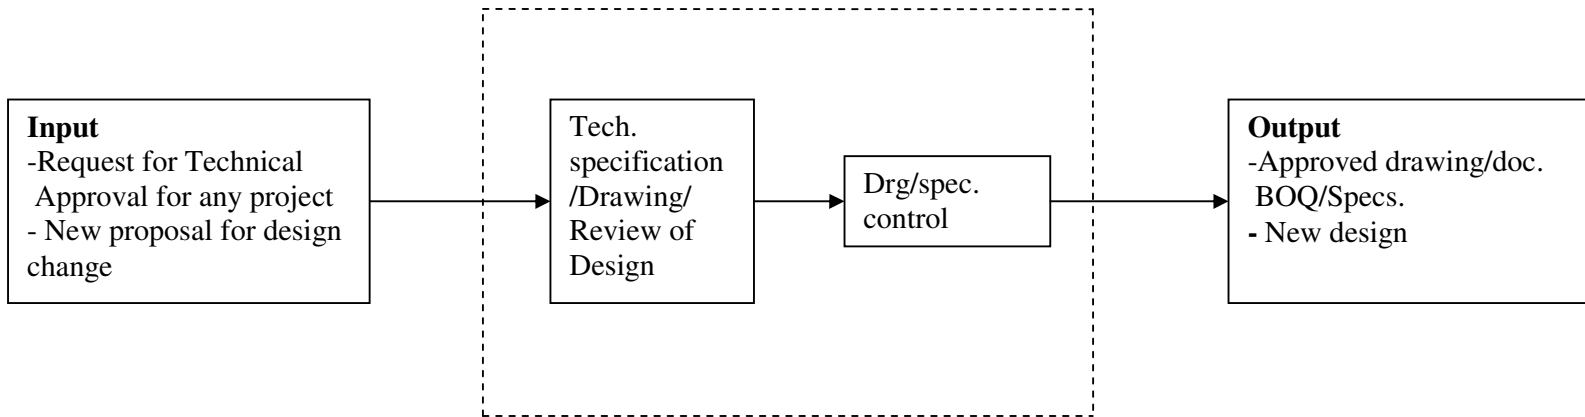 Input
-Request for Technical
Approval for any project
- New proposal for design
change
Tech.
specification
/Drawing/
Review of
Design
Drg/spec.
control
Output
-Approved drawing/doc.
BOQ/Specs.
- New design